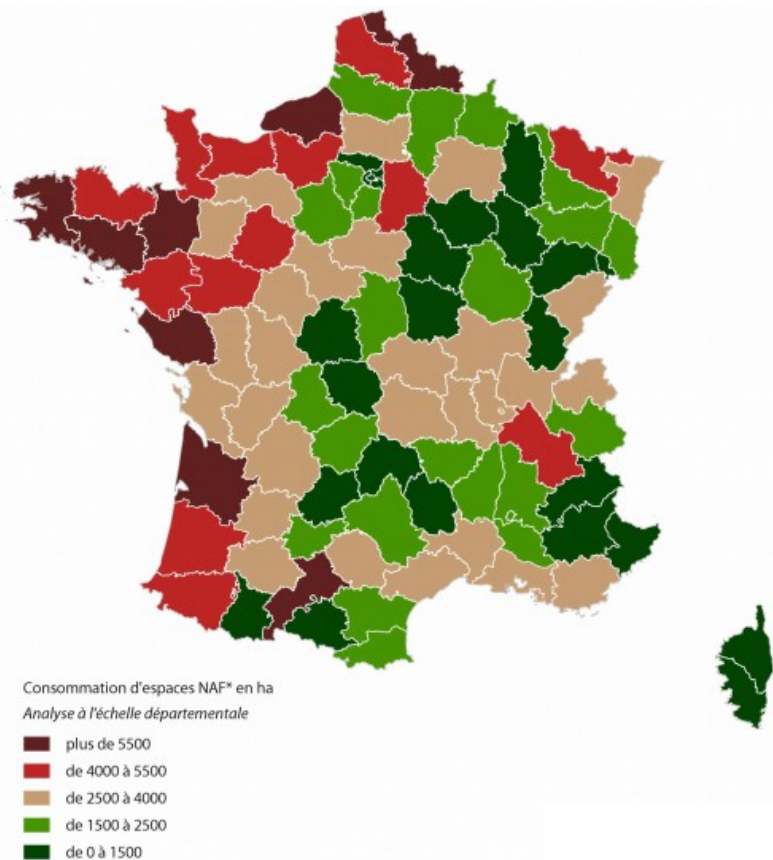 Consommation d'espaces NAF* en ha
Analyse à l'échelle départementale
plus de 5500
de 4000 à 5500
de 2500 à 4000
de 1500 à 2500
de 0 à 1500